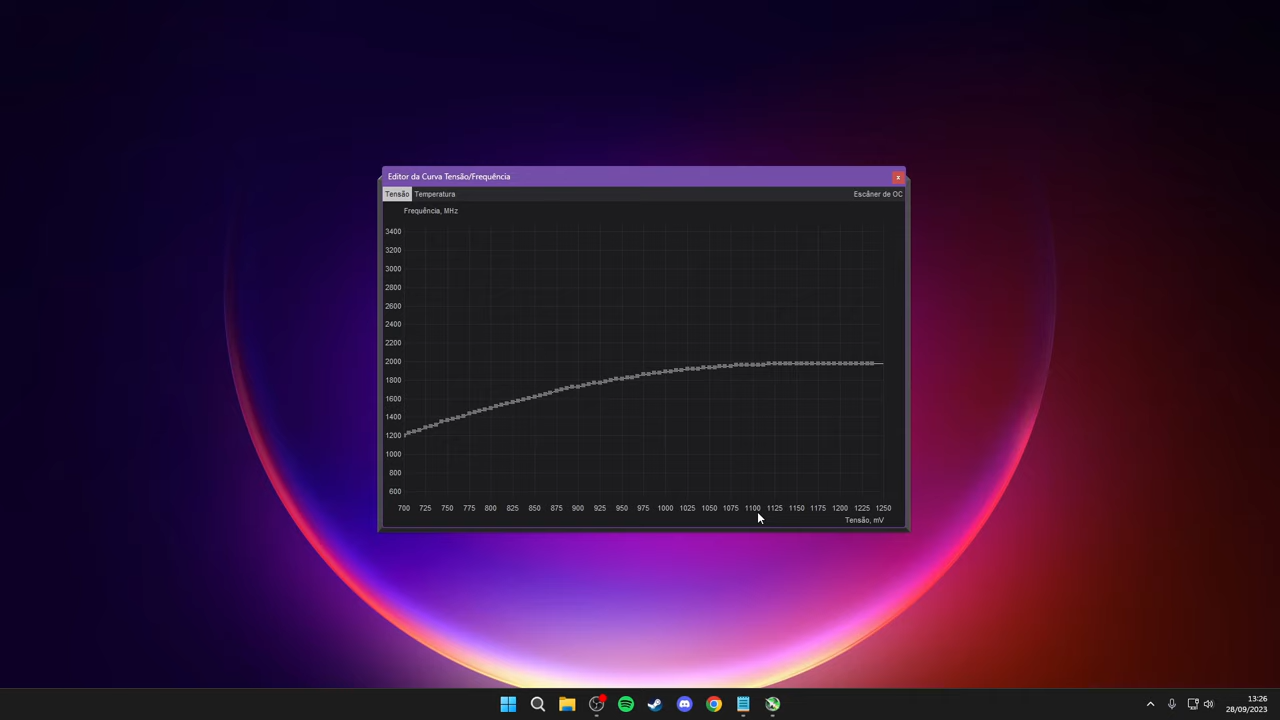 Editor da Curva Tensão/Frequência
x
Tensão Temperatura Escâner de OC
Frequência, MHz
3400
3200
3000
2800
2600
2400
2200
2000
1800
1600
1400
1200
1000
800
600
700 725 750 775 800 825 850 875 900 925 950 975 1000 1025 1050 1075 1100 1125 1150 1175 1200 1225 1250
Tensão, mV
13:26
28/09/2023